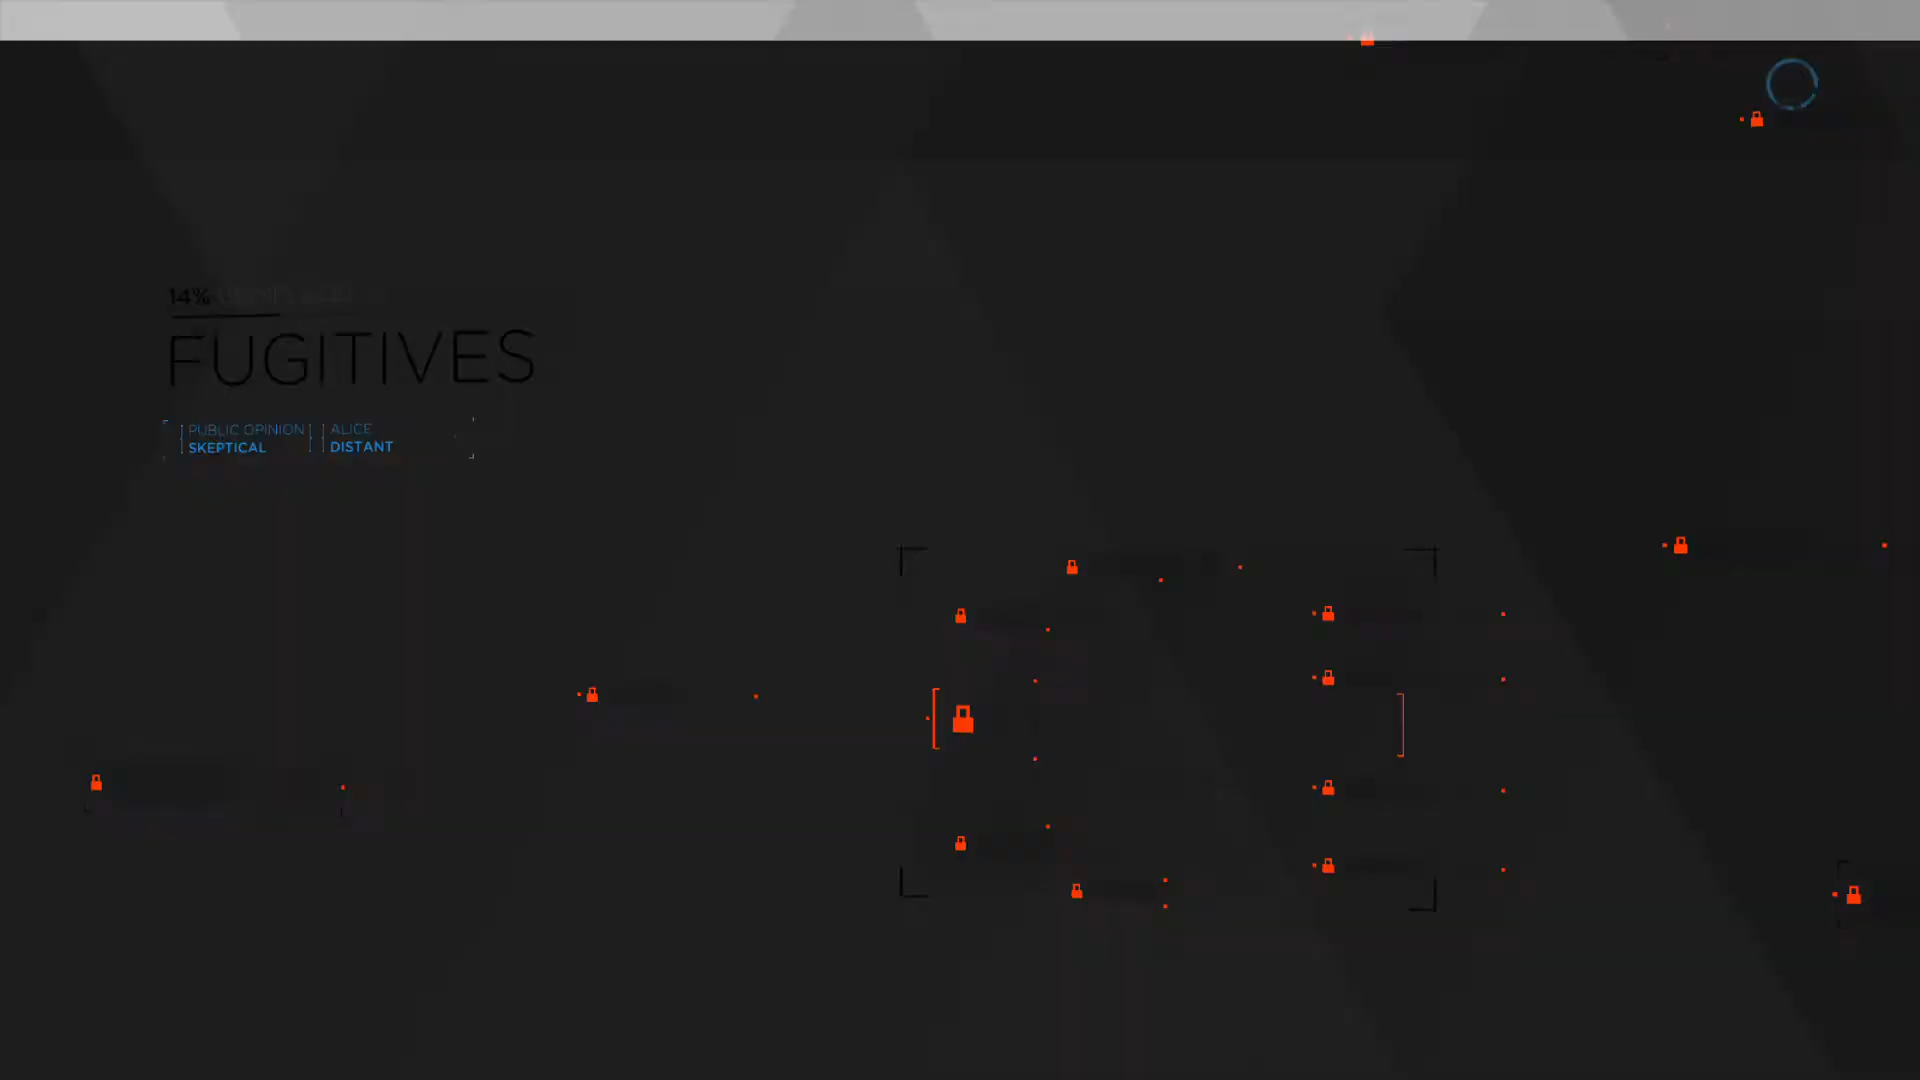 14%
FUGITIVES
PUBLIC OPINION
SKEPTICAL
ALICE
DISTANT